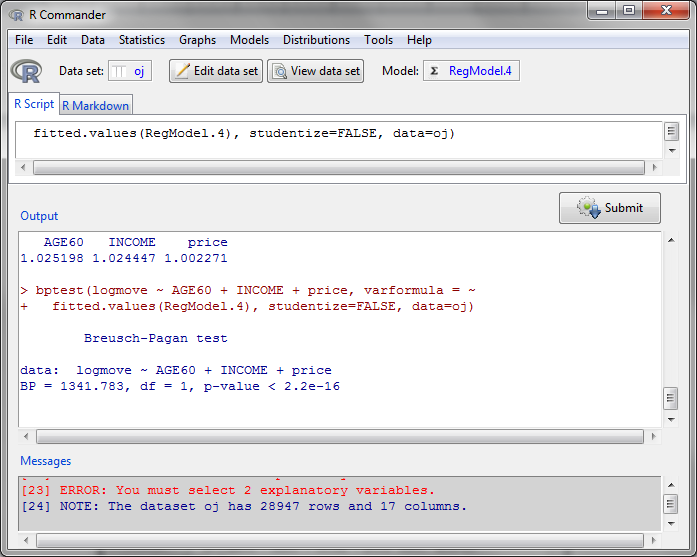 R Commander
File Edit Data Statistics Graphs Models Distributions Tools Help
R Data set: oj Edit data set View data set Model: Σ RegModel.4
R Script R Markdown
fitted.values(RegModel.4), studentize=FALSE, data=oj)
Output Submit
AGE60 INCOME price
1.025198 1.024447 1.002271
> bptest(logmove ~ AGE60 + INCOME + price, varformula = ~
+ fitted.values(RegModel.4), studentize=FALSE, data=oj)
Breusch-Pagan test
data: logmove ~ AGE60 + INCOME + price
BP = 1341.783, df = 1, p-value < 2.2e-16
Messages
[23] ERROR: You must select 2 explanatory variables.
[24] NOTE: The dataset oj has 28947 rows and 17 columns.